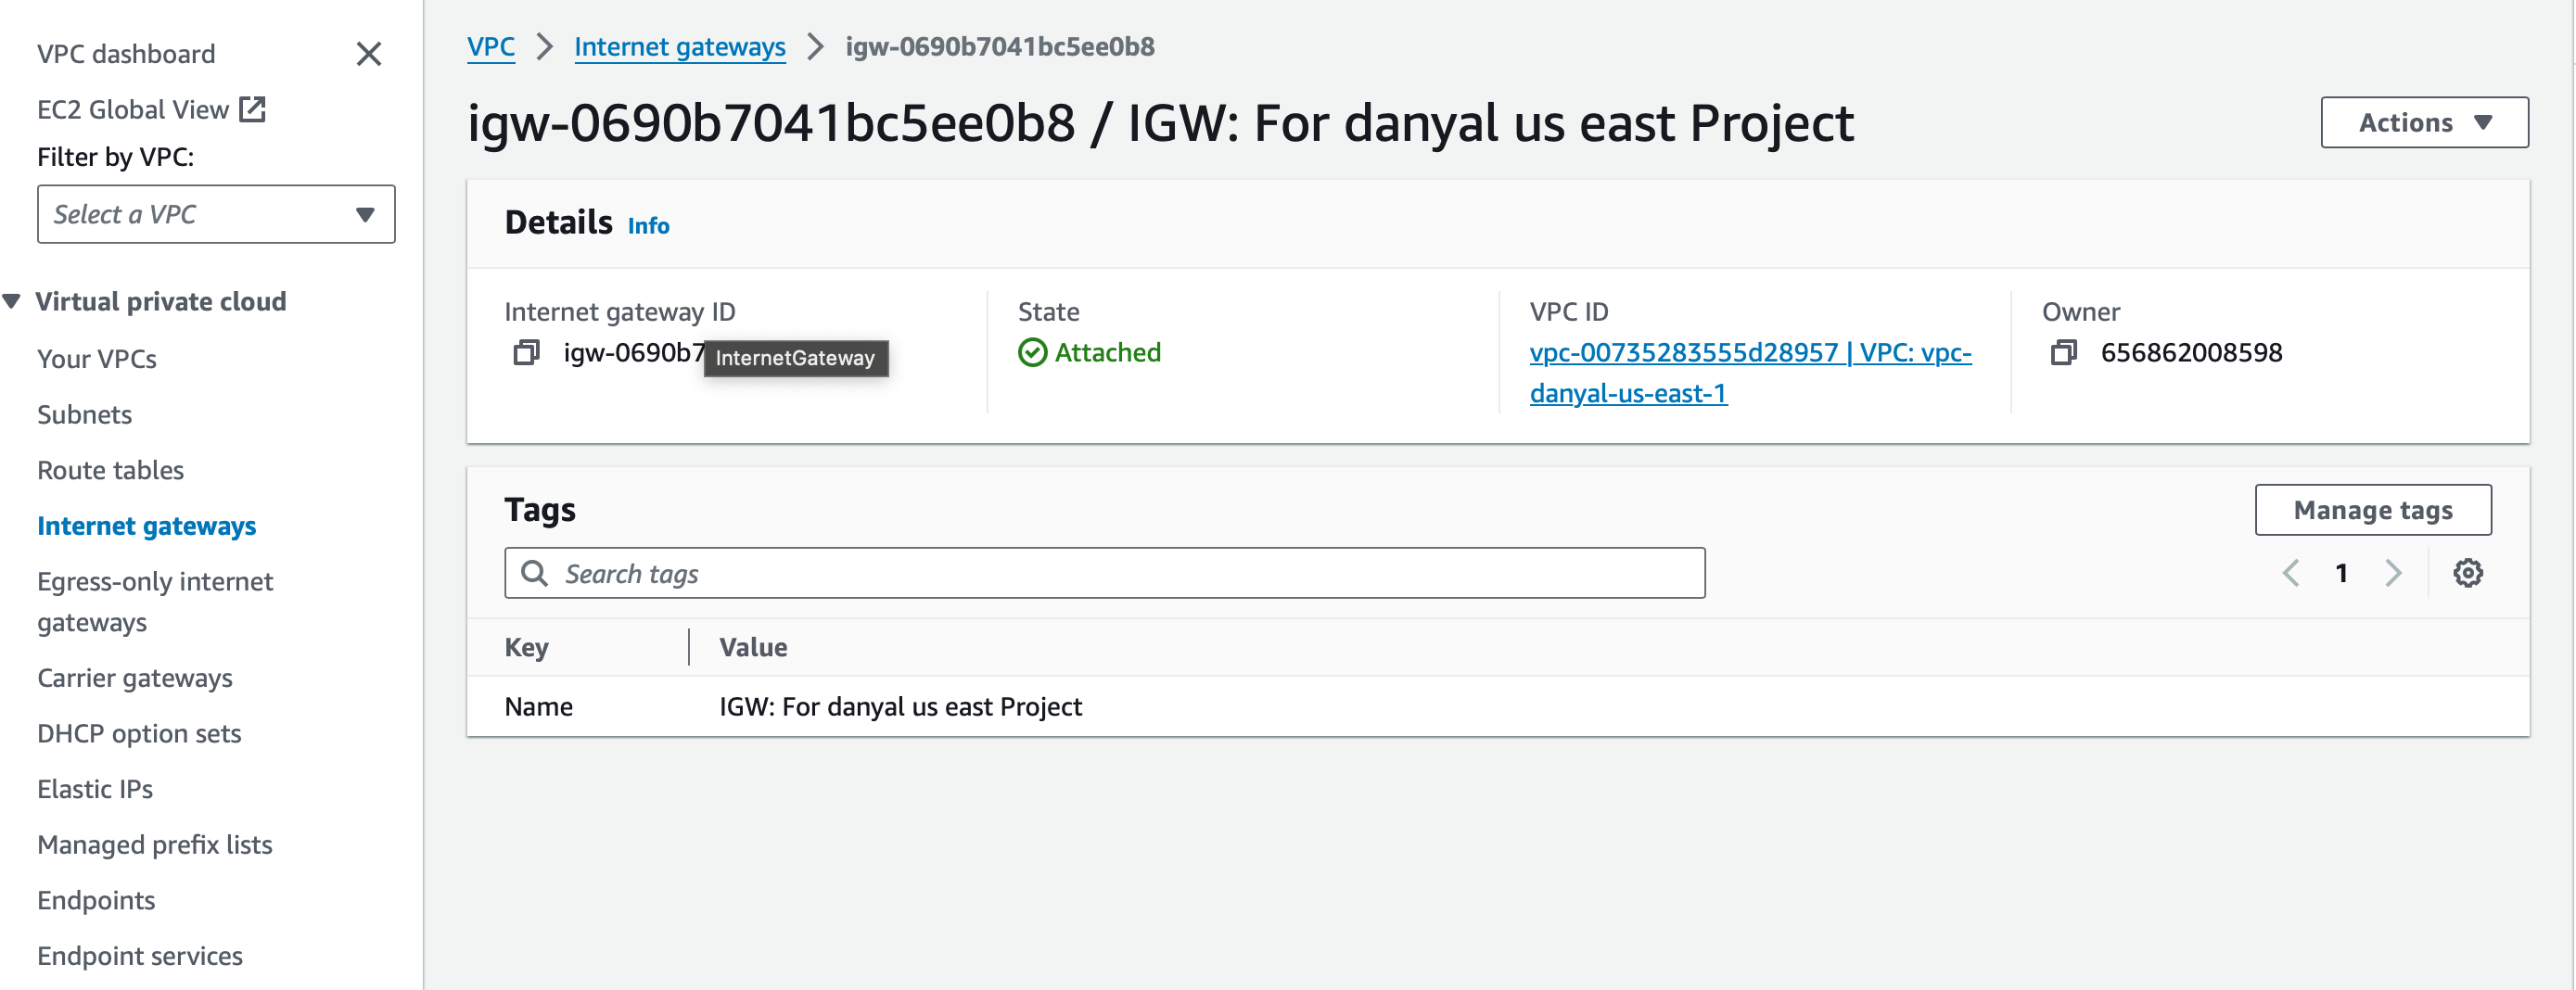 VPC dashboard
EC2 Global View
Filter by VPC:
Select a VPC
Virtual private cloud
Your VPCs
Subnets
Route tables
Internet gateways
Egress-only internet
gateways
Carrier gateways
DHCP option sets
Elastic IPs
Managed prefix lists
Endpoints
Endpoint services
VPC > Internet gateways > igw-0690b7041bc5ee0b8
igw-0690b7041bc5ee0b8 / IGW: For danyal us east Project
Actions
Details Info
Internet gateway ID
igw-0690b7
InternetGateway
State
Attached
VPC ID
vpc-00735283555d28957 | VPC: vpc-
danyal-us-east-1
Owner
656862008598
Tags
Manage tags
Search tags
1
Key Value
Name IGW: For danyal us east Project